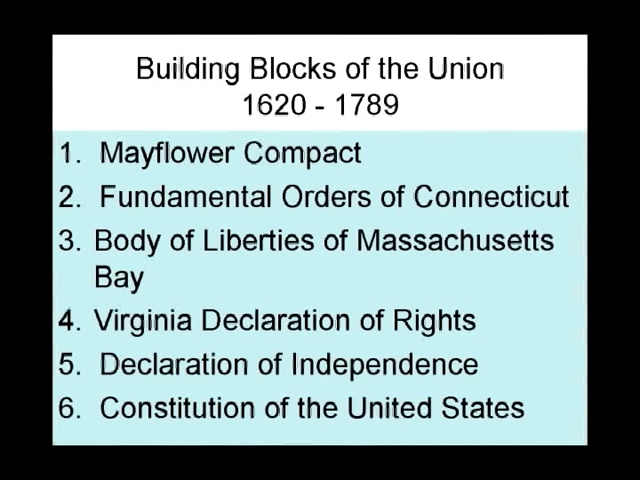 Building Blocks of the Union
1620 - 1789
1. Mayflower Compact
2. Fundamental Orders of Connecticut
3. Body of Liberties of Massachusetts
Bay
4. Virginia Declaration of Rights
5. Declaration of Independence
6. Constitution of the United States